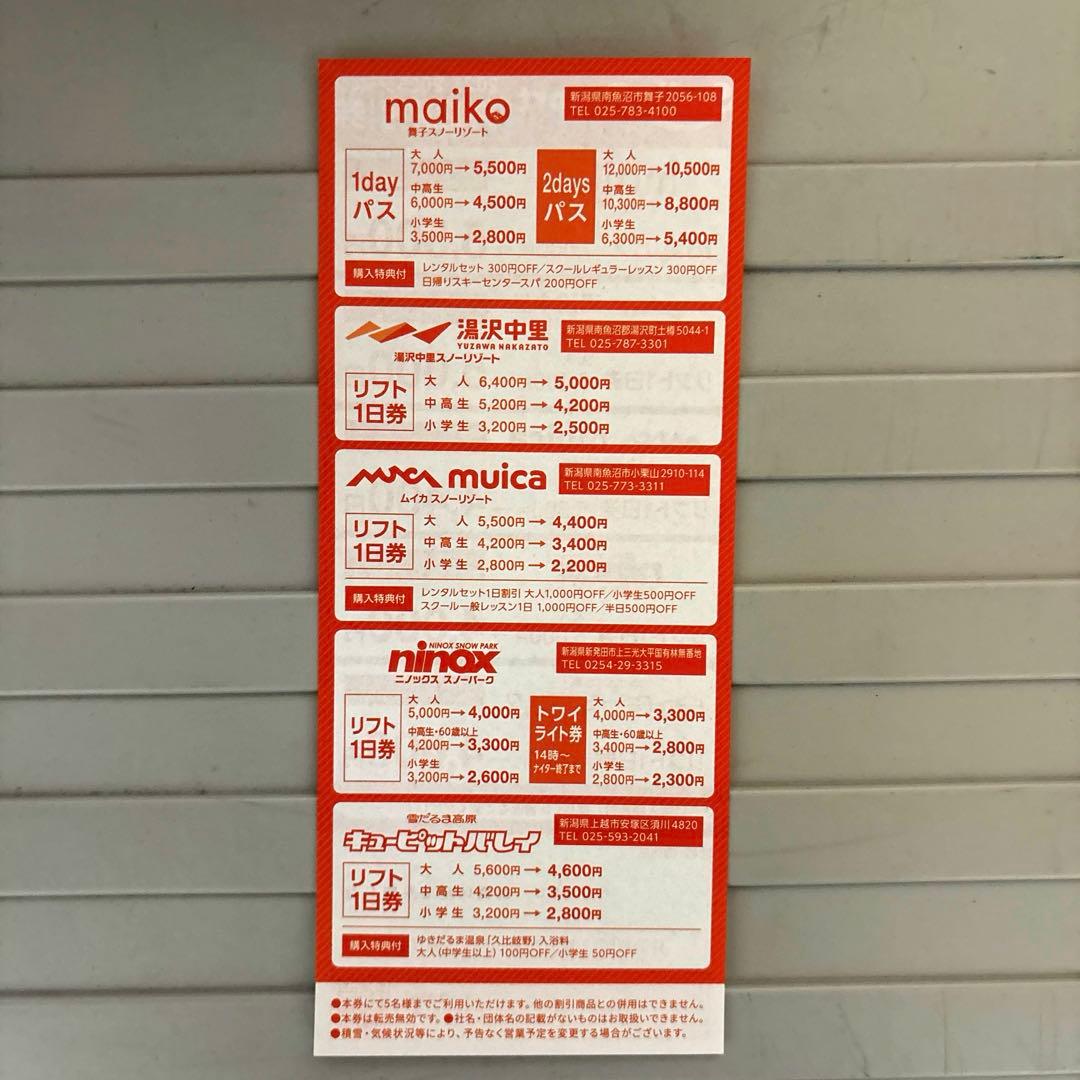 maiko
舞子スノーリゾート
新潟県南魚沼市舞子2056-108
TEL 025-783-4100
1day
パス
大 人
7,000円→5,500円
中高生
6,000円→4,500円
小学生
3,500円→2,800円
2days
パス
大 人
12,000円→10,500円
中高生
10,300円→8,800円
小学生
6,300円→5,400円
購入特典付
レンタルセット 300円OFF/スクールレギュラーレッスン 300円OFF
日帰りスキーセンタースパ 200円OFF
湯沢中里
YUZAWA NAKAZATO
湯沢中里スノーリゾート
新潟県南魚沼郡湯沢町土樽5044-1
TEL 025-787-3301
リフト
1日券
大 人 6,400円→5,000円
中高生 5,200円→4,200円
小学生 3,200円→2,500円
muica
ムイカ スノーリゾート
新潟県南魚沼市小栗山2910-114
TEL 025-773-3311
リフト
1日券
大 人 5,500円→4,400円
中高生 4,200円→3,400円
小学生 2,800円→2,200円
購入特典付
レンタルセット1日割引 大人1,000円OFF/小学生500円OFF
スクール一般レッスン1日 1,000円OFF/半日500円OFF
NINOX SNOW PARK
ninox
ニノックス スノーパーク
新潟県新発田市上三光大平国有林無番地
TEL 0254-29-3315
リフト
1日券
大 人
5,000円→4,000円
中高生・60歳以上
4,200円→3,300円
小学生
3,200円→2,600円
トワイ
ライト券
14時〜
ナイター終了まで
大 人
4,000円→3,300円
中高生・60歳以上
3,400円→2,800円
小学生
2,800円→2,300円
雪だるま高原
キューピットバレイ
新潟県上越市安塚区須川4820
TEL 025-593-2041
リフト
1日券
大 人 5,600円→4,600円
中高生 4,200円→3,500円
小学生 3,200円→2,800円
購入特典付
ゆきだるま温泉「久比岐野」入浴料
大人(中学生以上) 100円OFF/小学生 50円OFF
●本券にて5名様までご利用いただけます。他の割引商品との併用はできません。
●本券は転売無効です。●社名・団体名の記載がないものはお取扱いできません。
●積雪・気候状況等により、予告なく営業予定を変更する場合がございます。